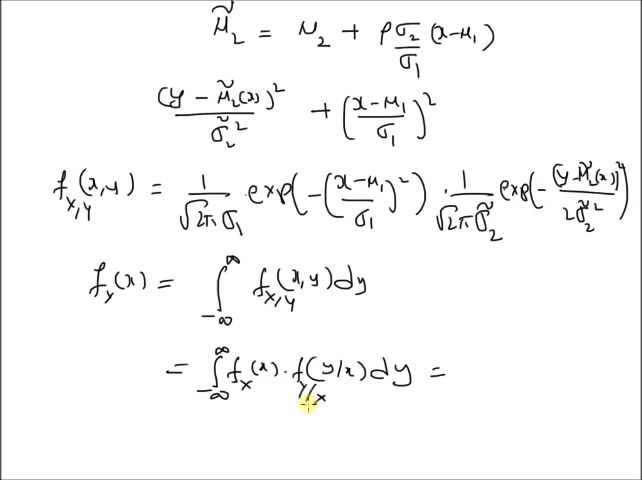 μ̃₂ = μ₂ + ρ σ₂/σ₁ (x-μ₁)
(y - μ̃₂(x))²/σ̃₂² + (x-μ₁/σ₁)²
f_{X,Y}(x,y) = 1/√2π σ₁ exp(-(x-μ₁/σ₁)²) · 1/√2π σ̃₂ exp(-(y-μ̃₂(x))²/2σ̃₂²)
f_X(x) = ∫_{-∞}^{∞} f_{X,Y}(x,y) dy
= ∫_{-∞}^{∞} f_X(x) · f_{Y/X}(y/x) dy =